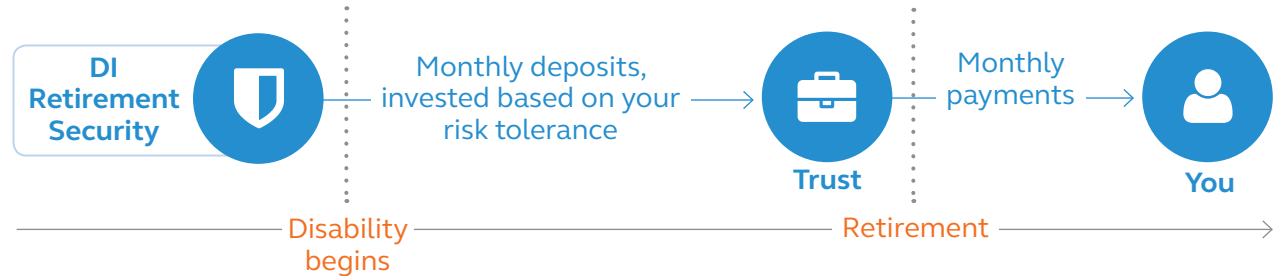 DI
Retirement
Security
Monthly deposits,
invested based on your
risk tolerance
Trust
Monthly
payments
You
Disability
begins
Retirement